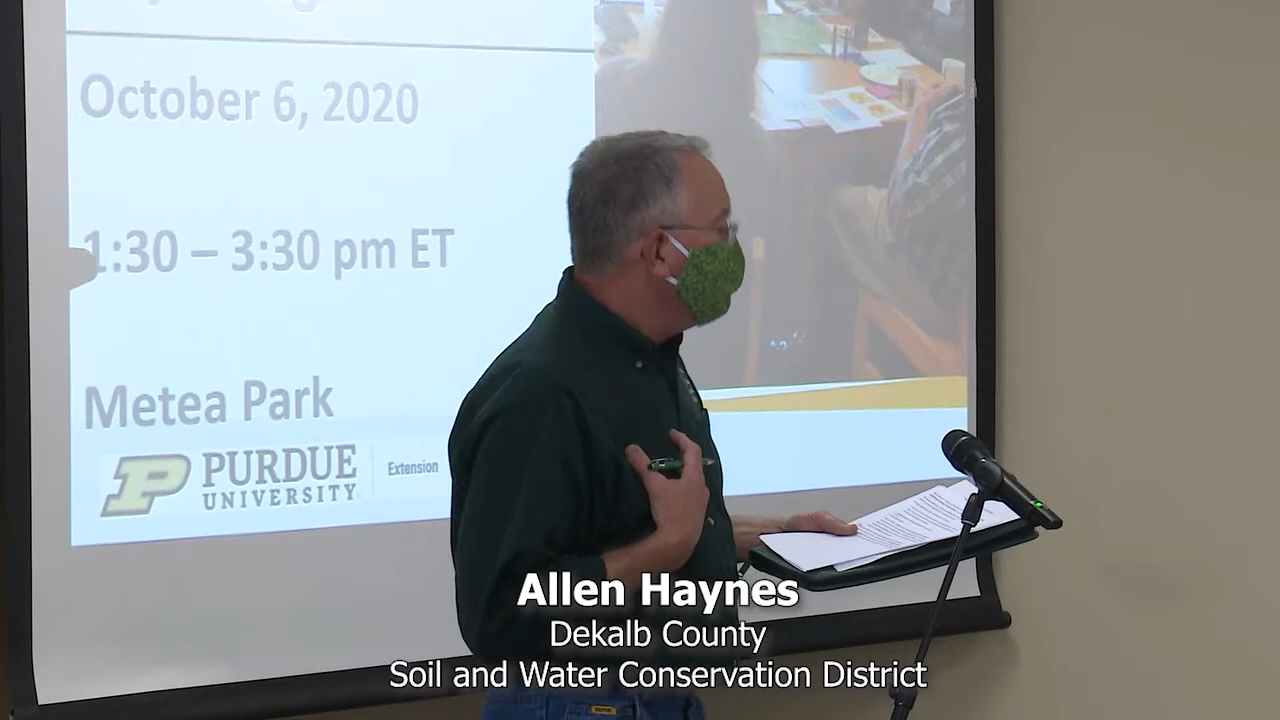 October 6, 2020
1:30 – 3:30 pm ET
Metea Park
P PURDUE
UNIVERSITY
Extension
Allen Haynes
Dekalb County
Soil and Water Conservation District